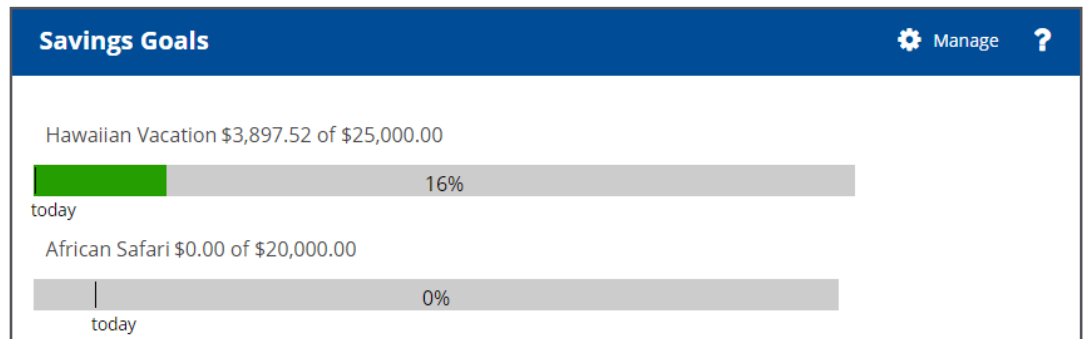 Savings Goals Manage ?
Hawaiian Vacation $3,897.52 of $25,000.00
16%
today
African Safari $0.00 of $20,000.00
0%
today